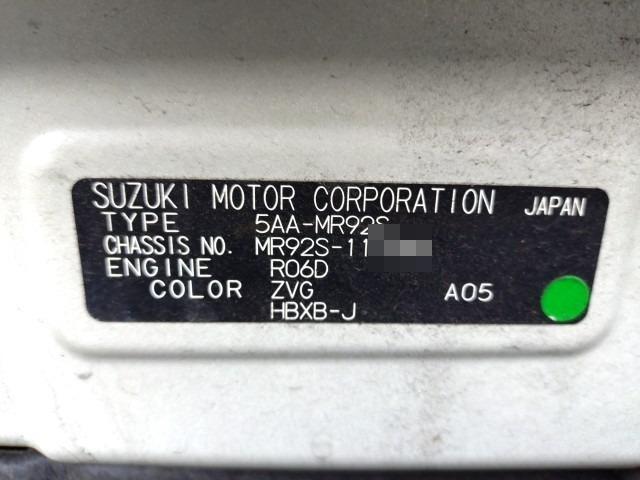 SUZUKI MOTOR CORPORATION JAPAN
TYPE 5AA-MR92S
CHASSIS NO. MR92S-11
ENGINE R06D
COLOR ZVG A05
HBXB-J